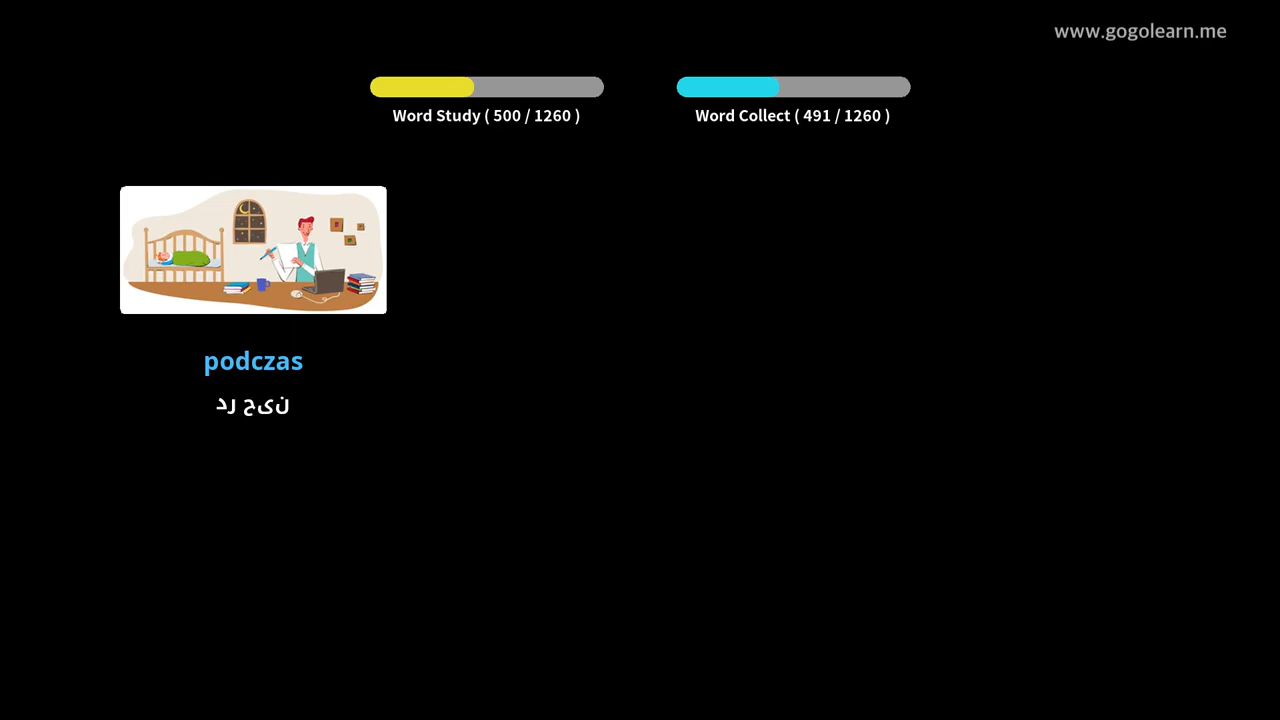 www.gogolearn.me
Word Study ( 500 / 1260 )
Word Collect ( 491 / 1260 )
podczas
در حین